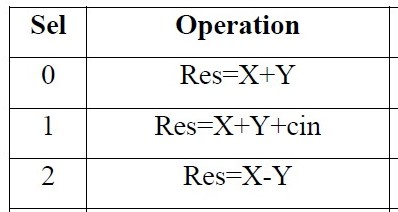 Sel Operation
0 Res=X+Y
1 Res=X+Y+cin
2 Res=X-Y